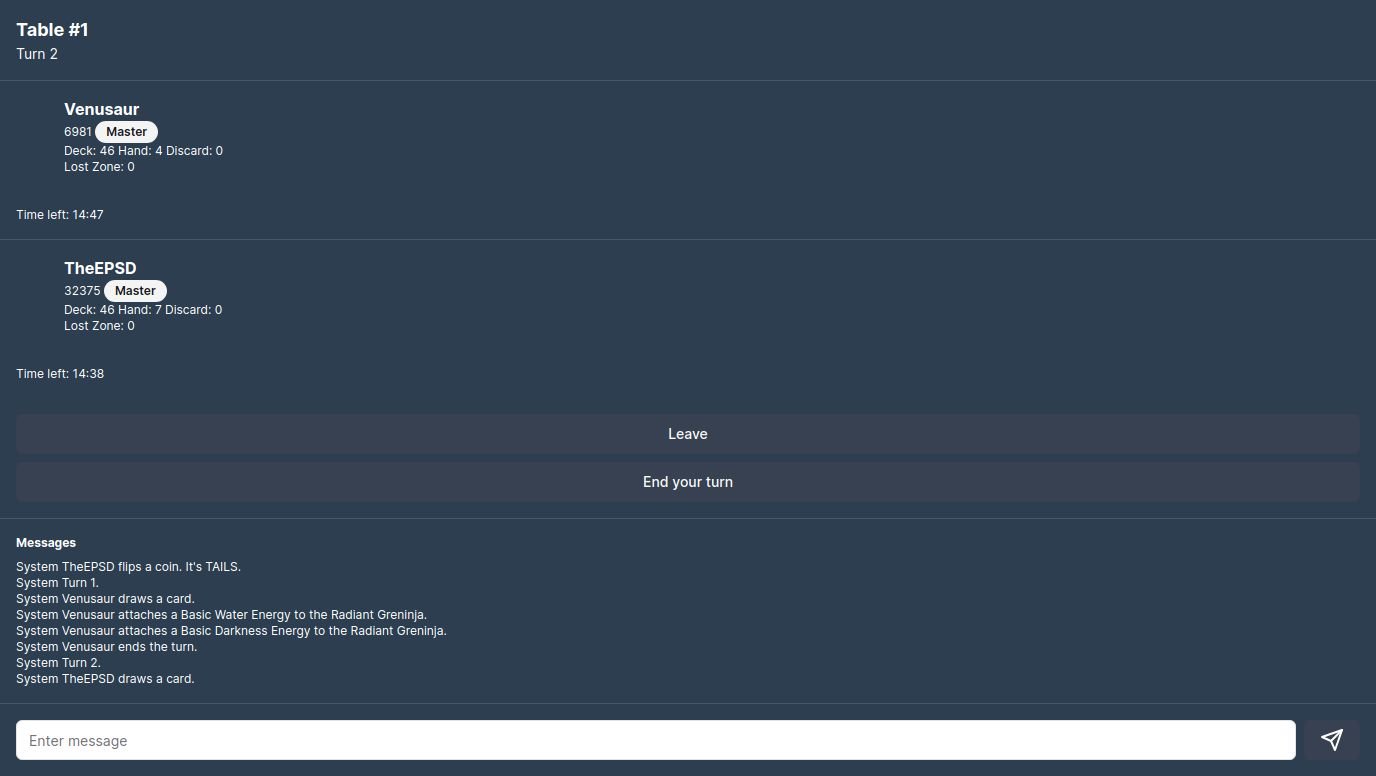 Table #1
Turn 2
Venusaur
6981 Master
Deck: 46 Hand: 4 Discard: 0
Lost Zone: 0
Time left: 14:47
TheEPSD
32375 Master
Deck: 46 Hand: 7 Discard: 0
Lost Zone: 0
Time left: 14:38
Leave
End your turn
Messages
System TheEPSD flips a coin. It's TAILS.
System Turn 1.
System Venusaur draws a card.
System Venusaur attaches a Basic Water Energy to the Radiant Greninja.
System Venusaur attaches a Basic Darkness Energy to the Radiant Greninja.
System Venusaur ends the turn.
System Turn 2.
System TheEPSD draws a card.
Enter message